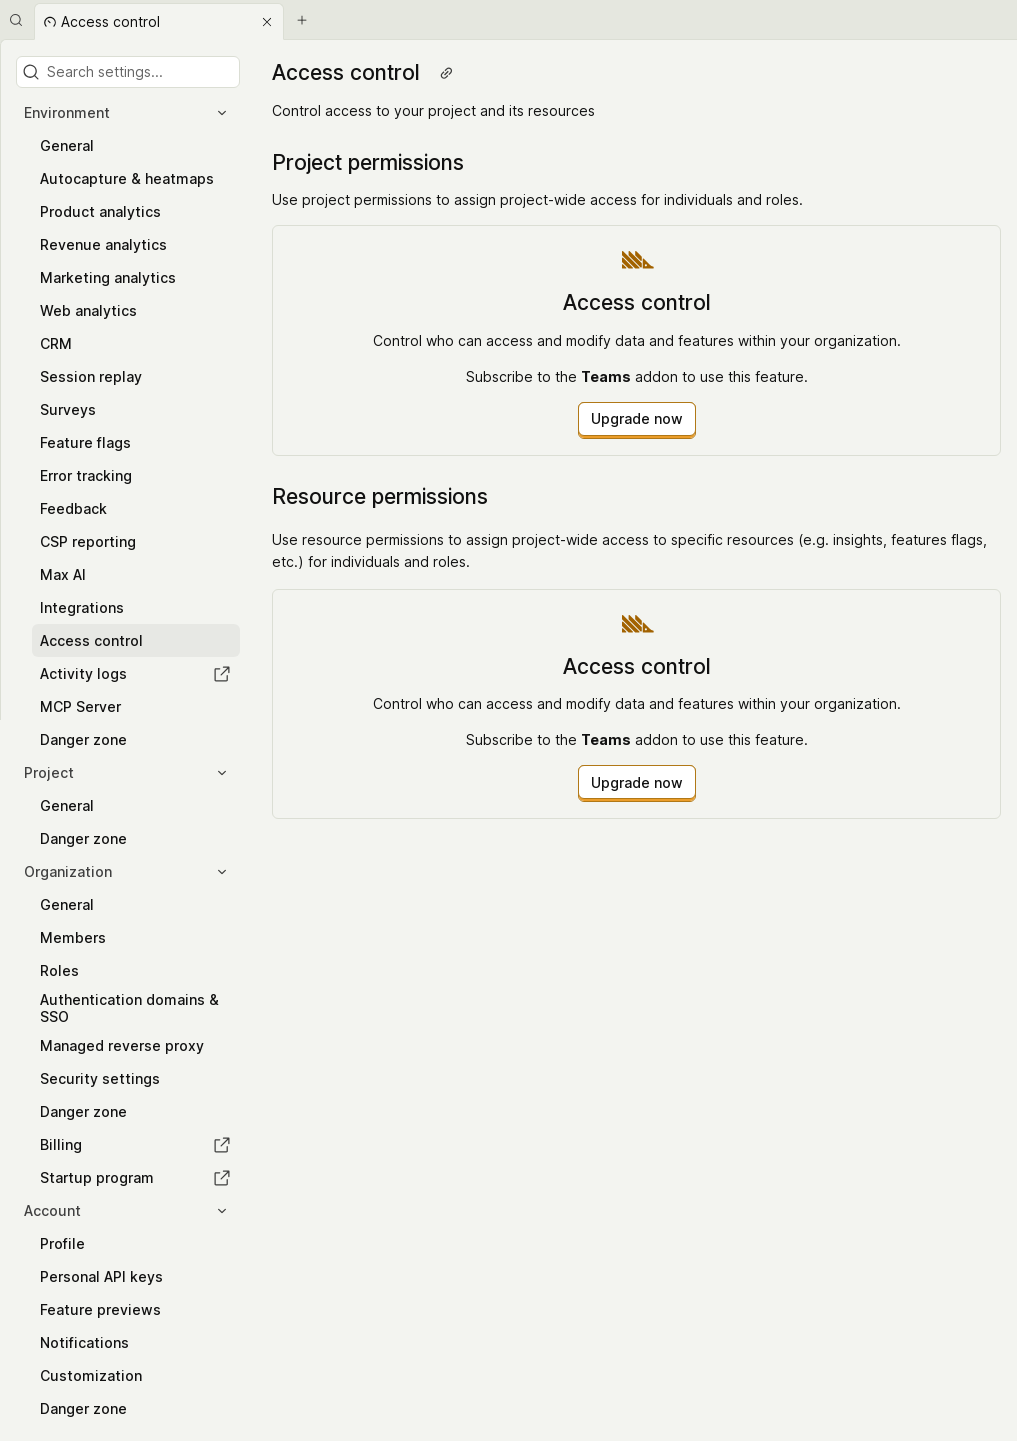 Access control
Search settings...
Environment
General
Autocapture & heatmaps
Product analytics
Revenue analytics
Marketing analytics
Web analytics
CRM
Session replay
Surveys
Feature flags
Error tracking
Feedback
CSP reporting
Max AI
Integrations
Access control
Activity logs
MCP Server
Danger zone
Project
General
Danger zone
Organization
General
Members
Roles
Authentication domains &
SSO
Managed reverse proxy
Security settings
Danger zone
Billing
Startup program
Account
Profile
Personal API keys
Feature previews
Notifications
Customization
Danger zone
Access control
Control access to your project and its resources
Project permissions
Use project permissions to assign project-wide access for individuals and roles.
Access control
Control who can access and modify data and features within your organization.
Subscribe to the Teams addon to use this feature.
Upgrade now
Resource permissions
Use resource permissions to assign project-wide access to specific resources (e.g. insights, features flags,
etc.) for individuals and roles.
Access control
Control who can access and modify data and features within your organization.
Subscribe to the Teams addon to use this feature.
Upgrade now